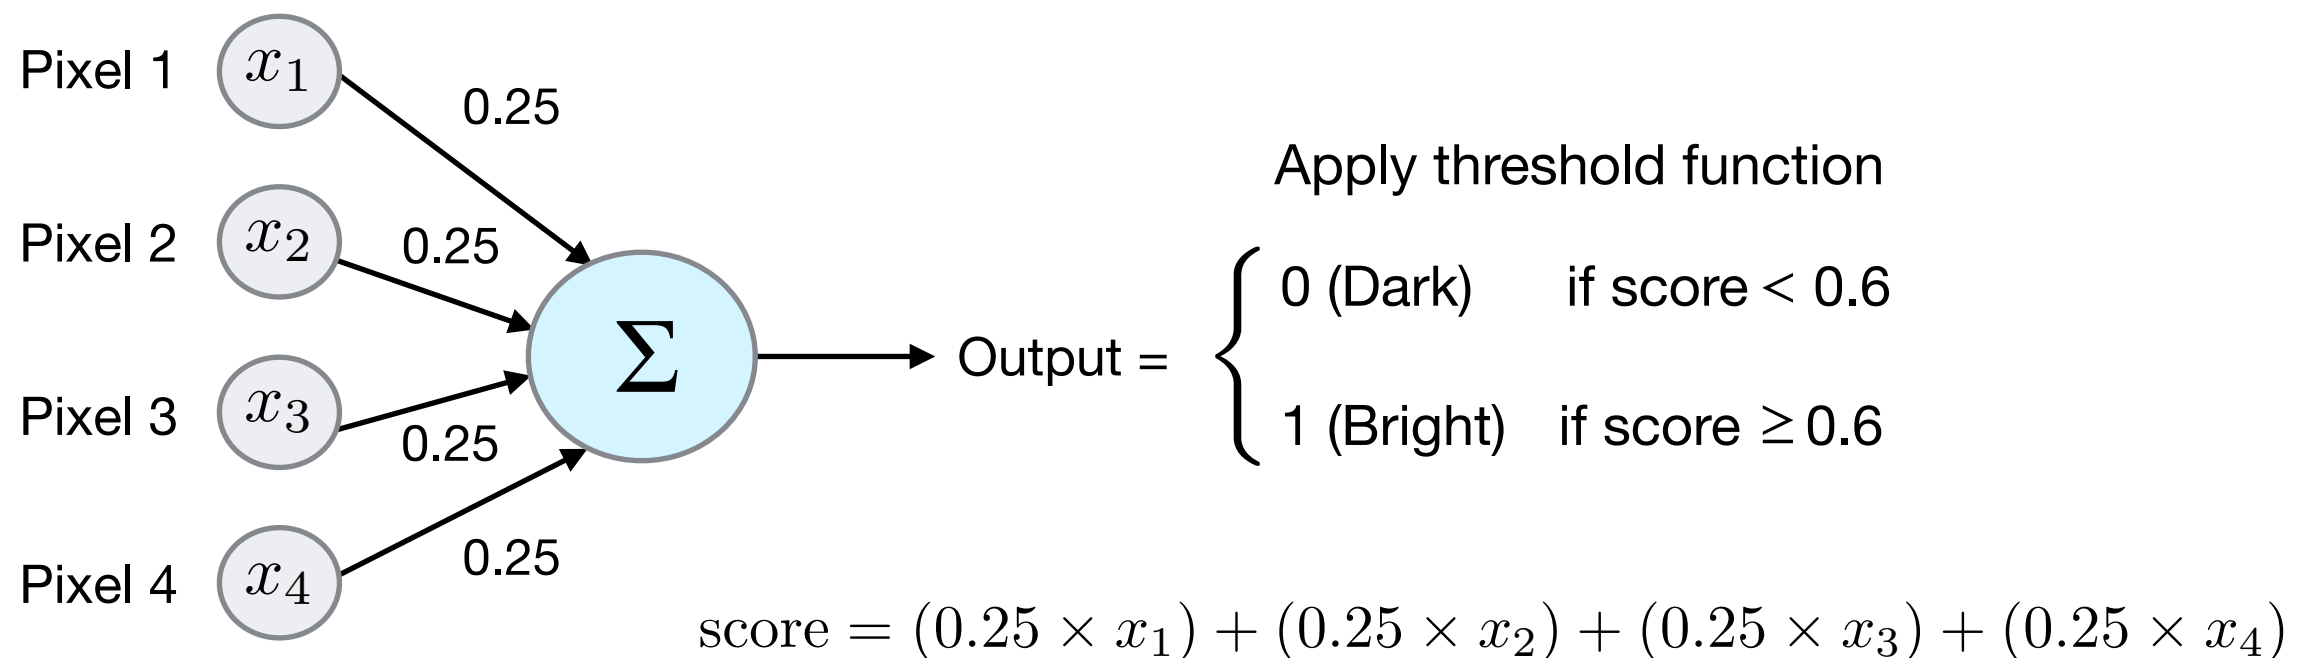 Pixel 1
x₁
0.25
Pixel 2
x₂
0.25
Pixel 3
x₃
0.25
Pixel 4
x₄
0.25
Σ
Output =
Apply threshold function
0 (Dark) if score < 0.6
1 (Bright) if score ≥ 0.6
score = (0.25 × x₁) + (0.25 × x₂) + (0.25 × x₃) + (0.25 × x₄)